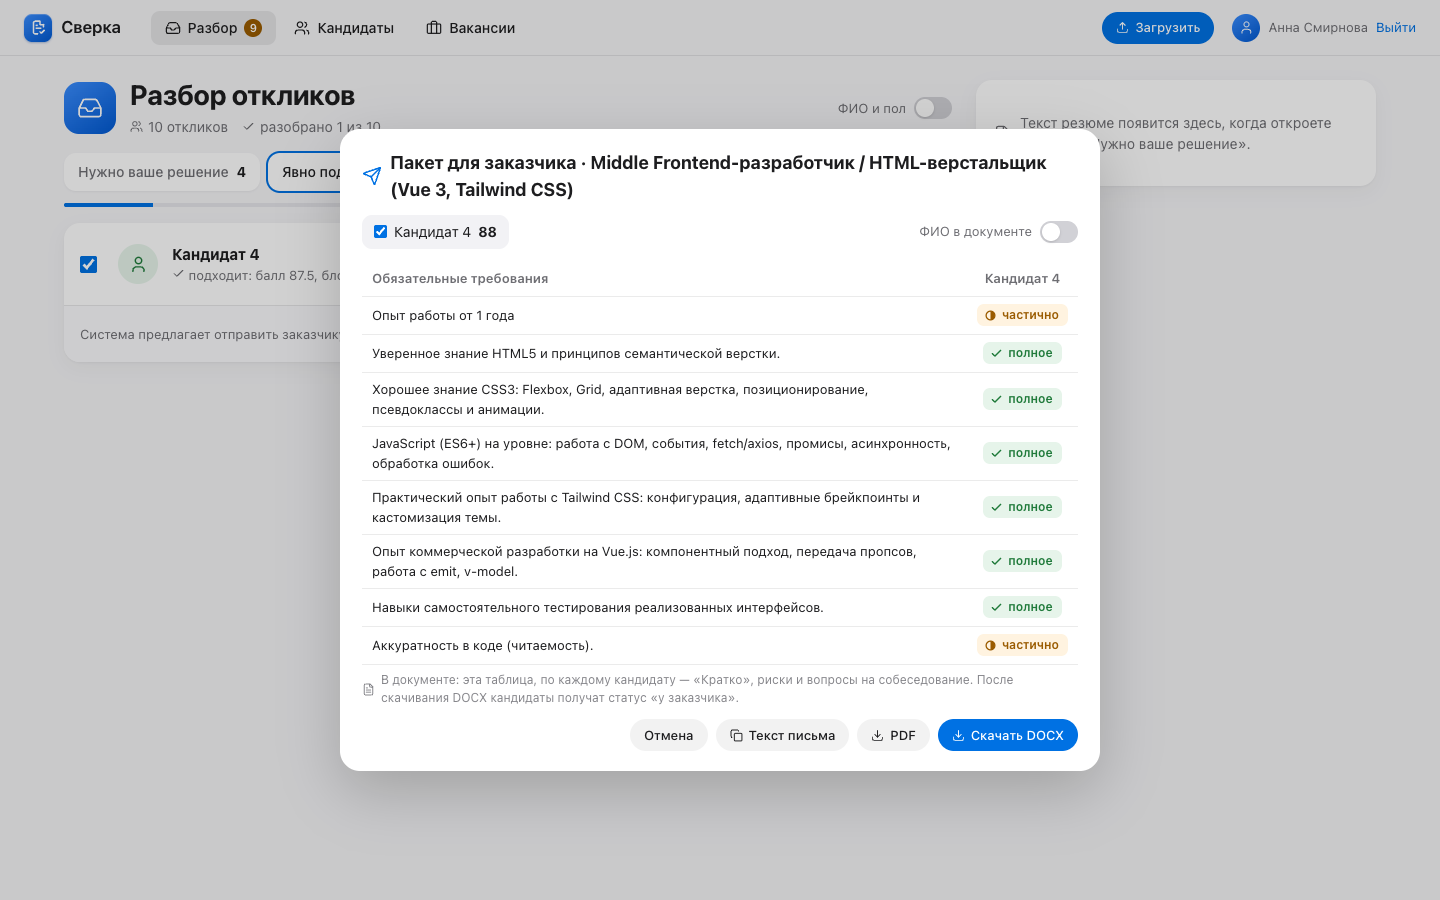 Сверка
Разбор 9
Кандидаты
Вакансии
Загрузить
Анна Смирнова
Выйти
Разбор откликов
10 откликов
разобрано 1 из 10
ФИО и пол
Текст резюме появится здесь, когда откроете
ужно ваше решение».
Нужно ваше решение 4
Явно под
Кандидат 4
подходит: балл 87.5,
Система предлагает отправить
Пакет для заказчика · Middle Frontend-разработчик / HTML-верстальщик
(Vue 3, Tailwind CSS)
Кандидат 4 88
ФИО в документе
Обязательные требования
Кандидат 4
Опыт работы от 1 года
частично
Уверенное знание HTML5 и принципов семантической верстки.
полное
Хорошее знание CSS3: Flexbox, Grid, адаптивная верстка, позиционирование,
псевдоклассы и анимации.
полное
JavaScript (ES6+) на уровне: работа с DOM, события, fetch/axios, промисы, асинхронность,
обработка ошибок.
полное
Практический опыт работы с Tailwind CSS: конфигурация, адаптивные брейкпоинты и
кастомизация темы.
полное
Опыт коммерческой разработки на Vue.js: компонентный подход, передача пропсов,
работа с emit, v-model.
полное
Навыки самостоятельного тестирования реализованных интерфейсов.
полное
Аккуратность в коде (читаемость).
частично
В документе: эта таблица, по каждому кандидату — «Кратко», риски и вопросы на собеседование. После
скачивания DOCX кандидаты получат статус «у заказчика».
Отмена
Текст письма
PDF
Скачать DOCX